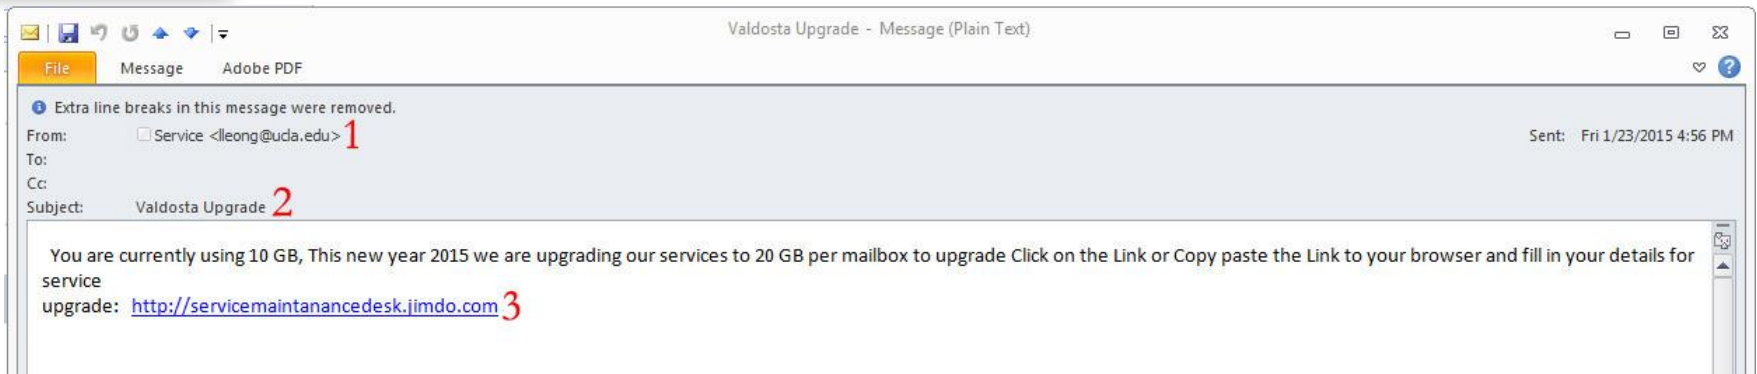 Valdosta Upgrade - Message (Plain Text)
File Message Adobe PDF
Extra line breaks in this message were removed.
From: Service <lleong@ucla.edu> 1 Sent: Fri 1/23/2015 4:56 PM
To:
Cc:
Subject: Valdosta Upgrade 2
You are currently using 10 GB, This new year 2015 we are upgrading our services to 20 GB per mailbox to upgrade Click on the Link or Copy paste the Link to your browser and fill in your details for
service
upgrade: http://servicemaintanancedesk.jimdo.com 3